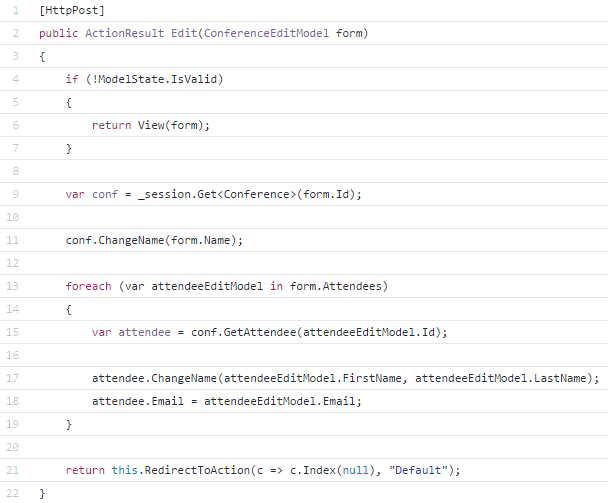 1 [HttpPost]
2 public ActionResult Edit(ConferenceEditModel form)
3 {
4     if (!ModelState.IsValid)
5     {
6         return View(form);
7     }
8
9     var conf = _session.Get<Conference>(form.Id);
10
11     conf.ChangeName(form.Name);
12
13     foreach (var attendeeEditModel in form.Attendees)
14     {
15         var attendee = conf.GetAttendee(attendeeEditModel.Id);
16
17         attendee.ChangeName(attendeeEditModel.FirstName, attendeeEditModel.LastName);
18         attendee.Email = attendeeEditModel.Email;
19     }
20
21     return this.RedirectToAction(c => c.Index(null), "Default");
22 }